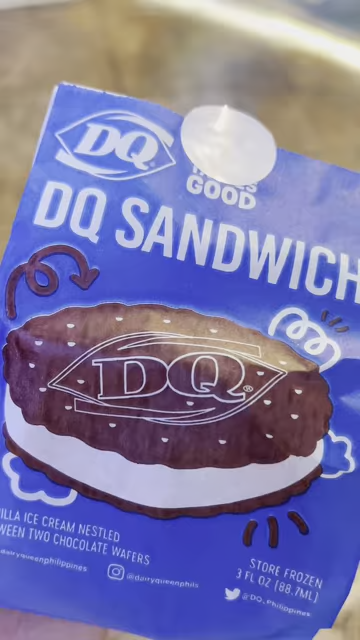 DQ
GOOD
DQ SANDWICH
DQ®
ILLA ICE CREAM NESTLED
WEEN TWO CHOCOLATE WAFERS
dairyqueenphilippines
@dairyqueenphils
STORE FROZEN
3 FL OZ (88.7ML)
@DQ_Philippines